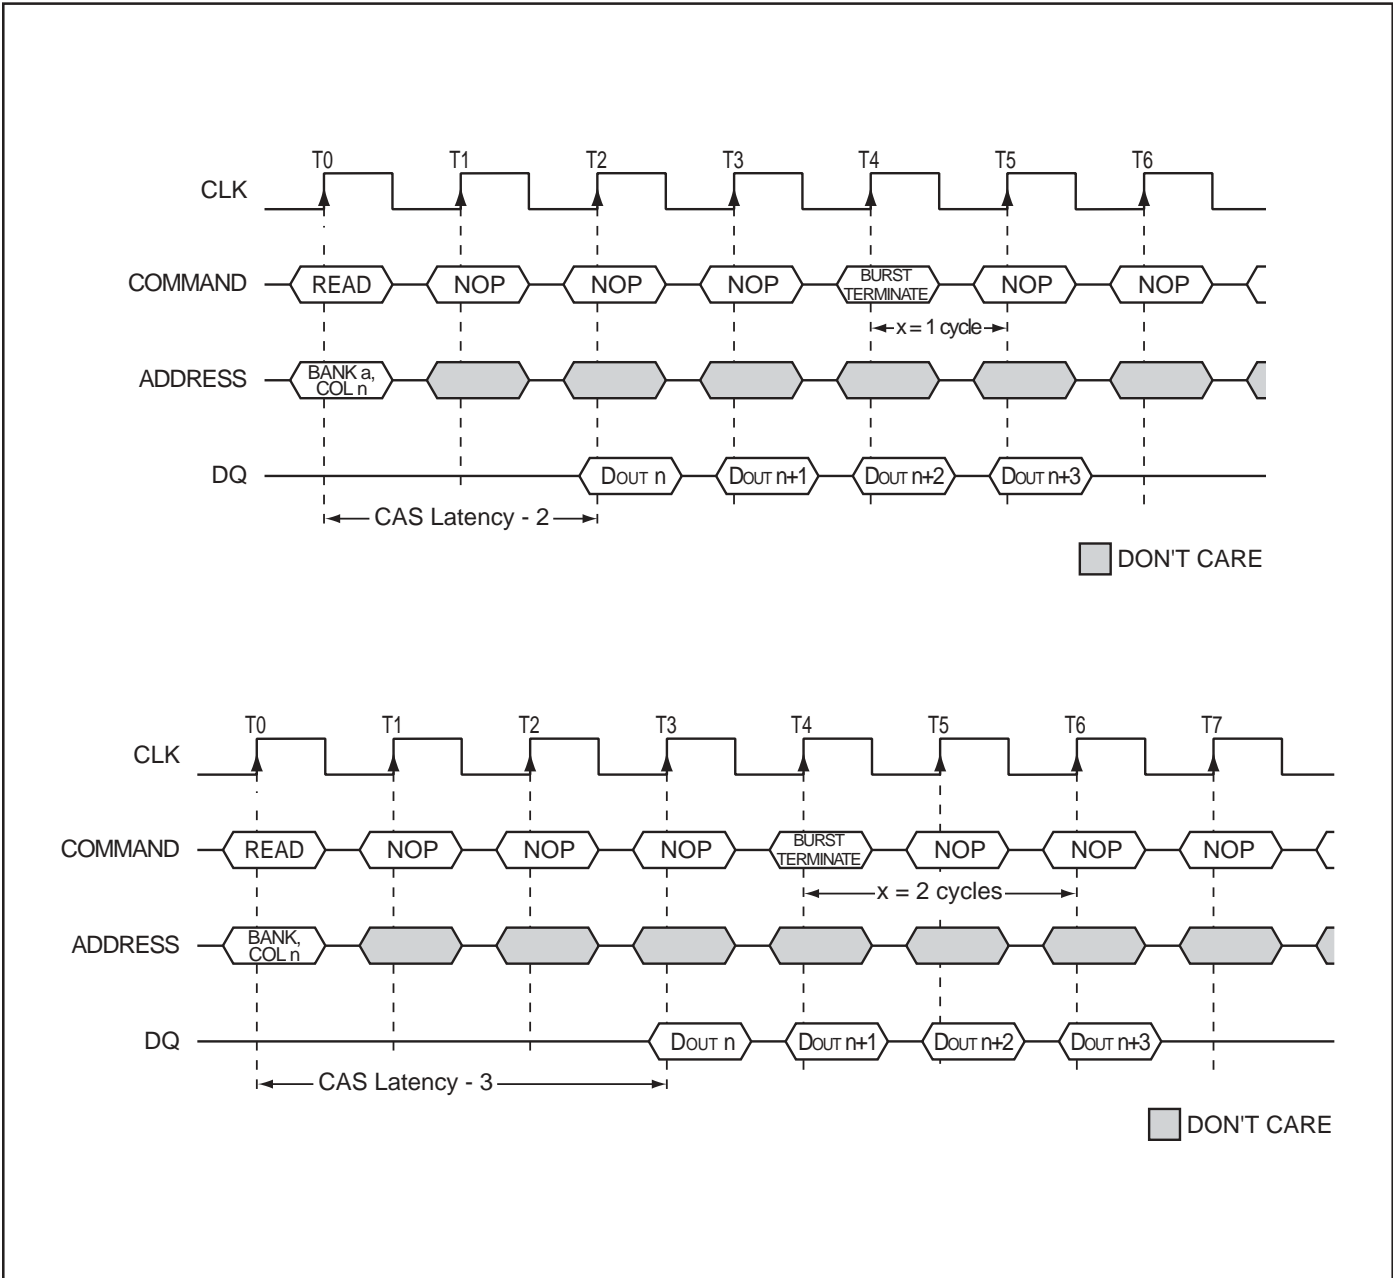 T0 T1 T2 T3 T4 T5 T6
CLK
COMMAND READ NOP NOP NOP BURST TERMINATE NOP NOP
x = 1 cycle
ADDRESS BANK a, COL n
DQ DOUT n DOUT n+1 DOUT n+2 DOUT n+3
CAS Latency - 2
DON'T CARE
T0 T1 T2 T3 T4 T5 T6 T7
CLK
COMMAND READ NOP NOP NOP BURST TERMINATE NOP NOP NOP
x = 2 cycles
ADDRESS BANK, COL n
DQ DOUT n DOUT n+1 DOUT n+2 DOUT n+3
CAS Latency - 3
DON'T CARE